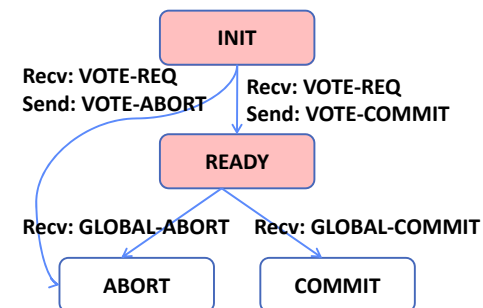 INIT
Recv: VOTE-REQ
Send: VOTE-ABORT
Recv: VOTE-REQ
Send: VOTE-COMMIT
READY
Recv: GLOBAL-ABORT
Recv: GLOBAL-COMMIT
ABORT
COMMIT